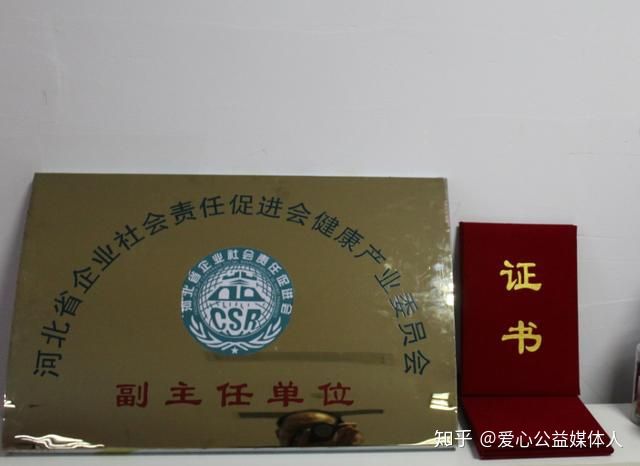 河北省企业社会责任促进会健康产业委员会
河北省企业社会责任促进会
CSR
副主任单位
证书
知乎 @爱心公益媒体人